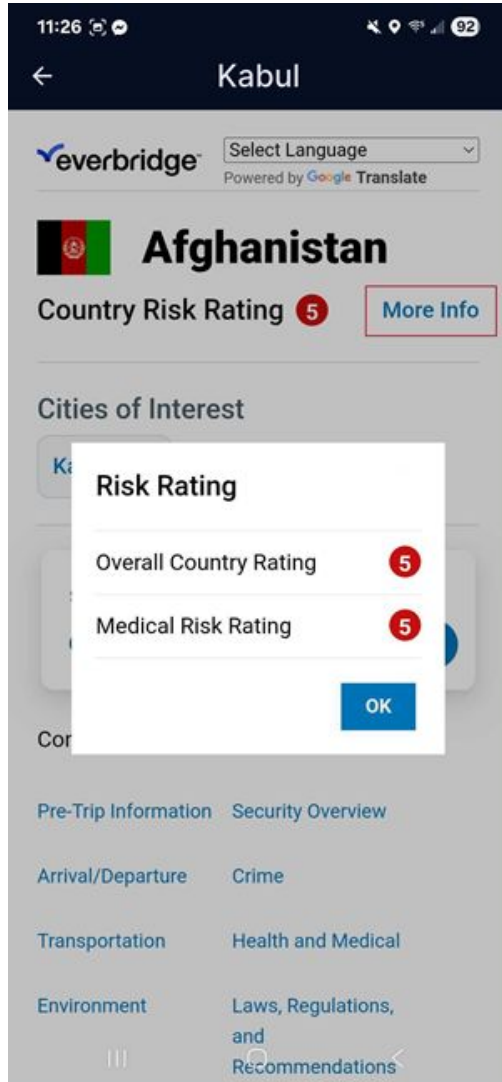 11:26
92
Kabul
everbridge
Select Language
Powered by Google Translate
Afghanistan
Country Risk Rating 5 More Info
Cities of Interest
Ka
Risk Rating
Overall Country Rating 5
Medical Risk Rating 5
OK
Cor
Pre-Trip Information Security Overview
Arrival/Departure Crime
Transportation Health and Medical
Environment Laws, Regulations,
and
Recommendations